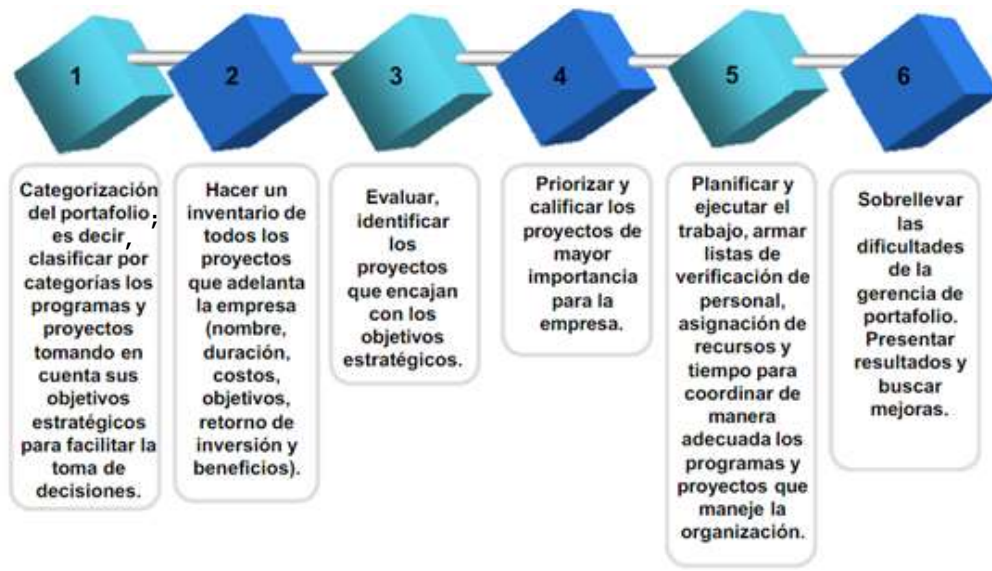 1
2
3
4
5
6
Categorización
del portafolio;
es decir,
clasificar por
categorías los
programas y
proyectos
tomando en
cuenta sus
objetivos
estratégicos
para facilitar la
toma de
decisiones.
Hacer un
inventario de
todos los
proyectos
que adelanta
la empresa
(nombre,
duración,
costos,
objetivos,
retorno de
inversión y
beneficios).
Evaluar,
identificar
los
proyectos
que encajan
con los
objetivos
estratégicos.
Priorizar y
calificar los
proyectos de
mayor
importancia
para la
empresa.
Planificar y
ejecutar el
trabajo, armar
listas de
verificación de
personal,
asignación de
recursos y
tiempo para
coordinar de
manera
adecuada los
programas y
proyectos que
maneje la
organización.
Sobrellevar
las
dificultades
de la
gerencia de
portafolio.
Presentar
resultados y
buscar
mejoras.